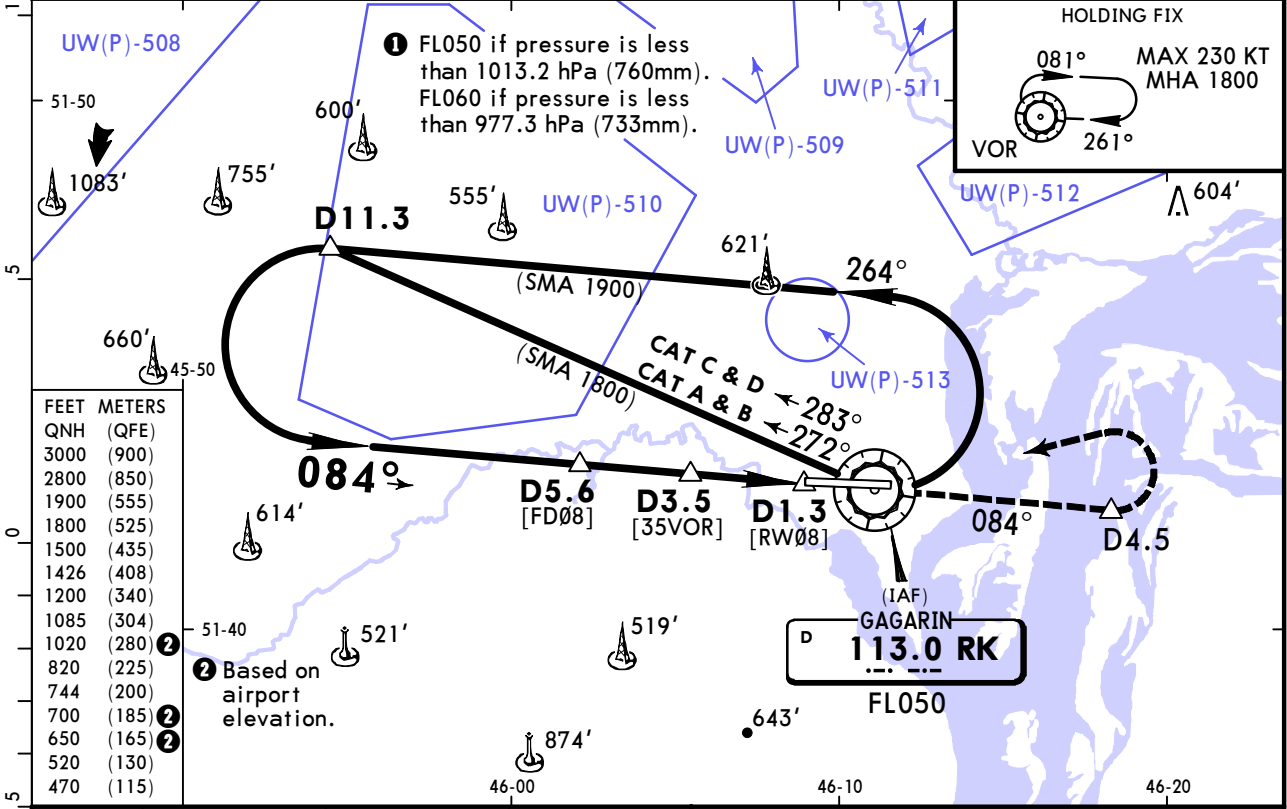 1
UW(P)-508
❶ FL050 if pressure is less
than 1013.2 hPa (760mm).
FL060 if pressure is less
than 977.3 hPa (733mm).
UW(P)-511
UW(P)-509
HOLDING FIX
081°
MAX 230 KT
MHA 1800
261°
VOR
51-50
600'
1083'
755'
555'
UW(P)-510
UW(P)-512
604'
D11.3
621'
264°
5
(SMA 1900)
(SMA 1800)
CAT C & D ← 283°
CAT A & B ← 272°
UW(P)-513
660'
45-50
FEET METERS
QNH (QFE)
3000 (900)
2800 (850)
1900 (555)
1800 (525)
1500 (435)
1426 (408)
1200 (340)
1085 (304)
1020 (280) ❷
820 (225)
744 (200)
700 (185) ❷
650 (165) ❷
520 (130)
470 (115)
084°→
D5.6
[FDØ8]
D3.5
[35VOR]
D1.3
[RWØ8]
084°
D4.5
614'
0
51-40
521'
519'
❷ Based on
airport
elevation.
(IAF)
GAGARIN
D 113.0 RK
FL050
643'
874'
5
46-00
46-10
46-20